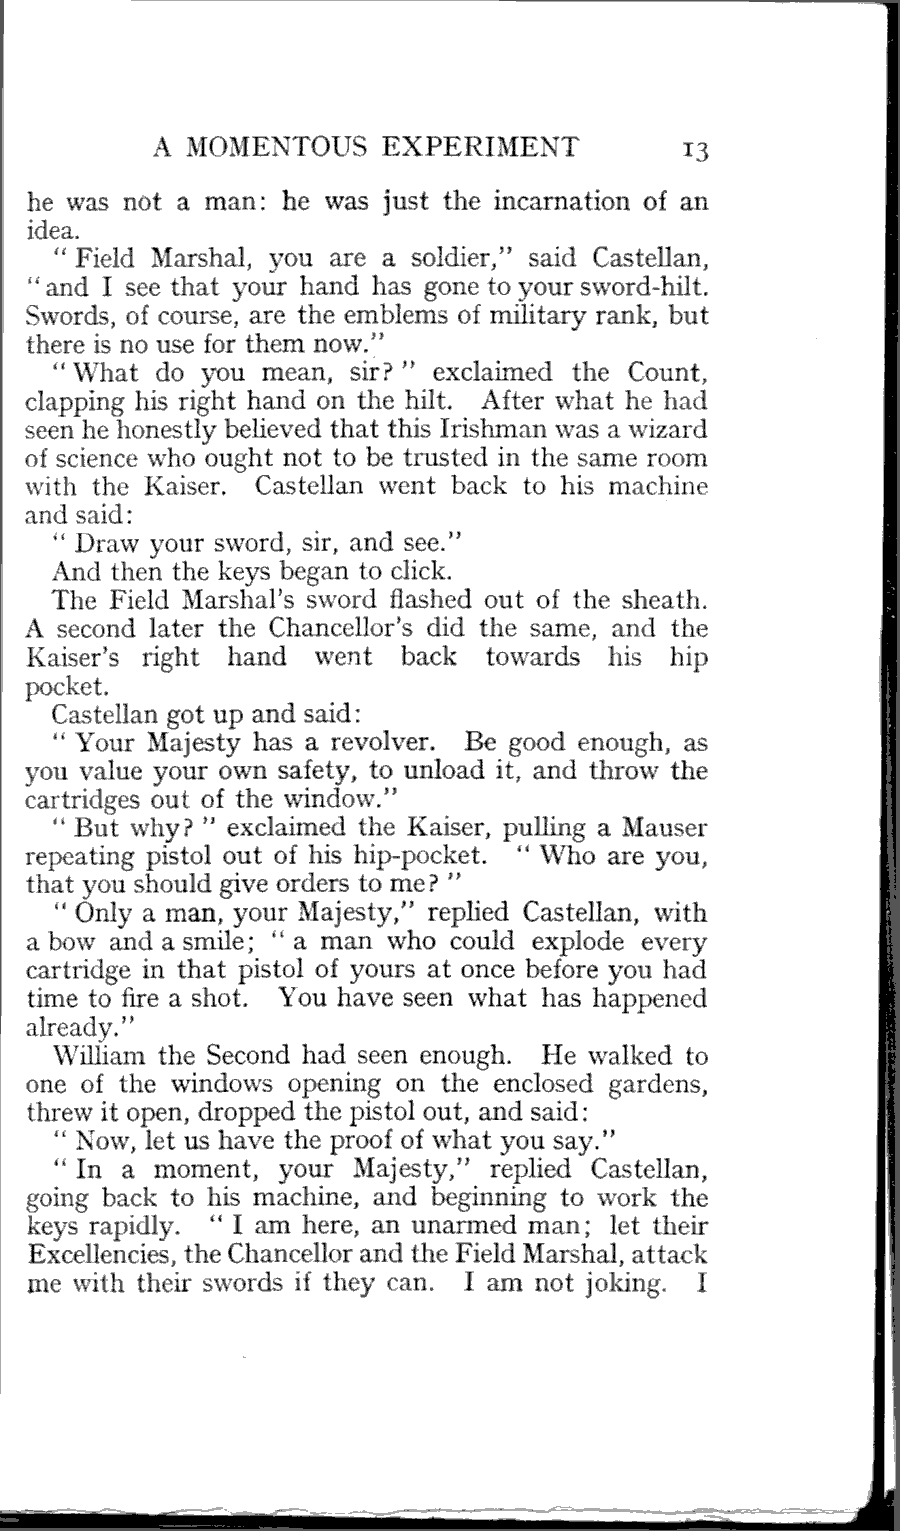 A MOMENTOUS EXPERIMENT 13
he was not a man: he was just the incarnation of an
idea.
“ Field Marshal, you are a soldier,” said Castellan,
“ and I see that your hand has gone to your sword-hilt.
Swords, of course, are the emblems of military rank, but
there is no use for them now.”
“ What do you mean, sir? ” exclaimed the Count,
clapping his right hand on the hilt. After what he had
seen he honestly believed that this Irishman was a wizard
of science who ought not to be trusted in the same room
with the Kaiser. Castellan went back to his machine
and said:
“ Draw your sword, sir, and see.”
And then the keys began to click.
The Field Marshal’s sword flashed out of the sheath.
A second later the Chancellor’s did the same, and the
Kaiser’s right hand went back towards his hip
pocket.
Castellan got up and said:
“ Your Majesty has a revolver. Be good enough, as
you value your own safety, to unload it, and throw the
cartridges out of the window.”
“ But why? ” exclaimed the Kaiser, pulling a Mauser
repeating pistol out of his hip-pocket. “ Who are you,
that you should give orders to me? ”
“ Only a man, your Majesty,” replied Castellan, with
a bow and a smile; “ a man who could explode every
cartridge in that pistol of yours at once before you had
time to fire a shot. You have seen what has happened
already.”
William the Second had seen enough. He walked to
one of the windows opening on the enclosed gardens,
threw it open, dropped the pistol out, and said:
“ Now, let us have the proof of what you say.”
“ In a moment, your Majesty,” replied Castellan,
going back to his machine, and beginning to work the
keys rapidly. “ I am here, an unarmed man; let their
Excellencies, the Chancellor and the Field Marshal, attack
me with their swords if they can. I am not joking. I